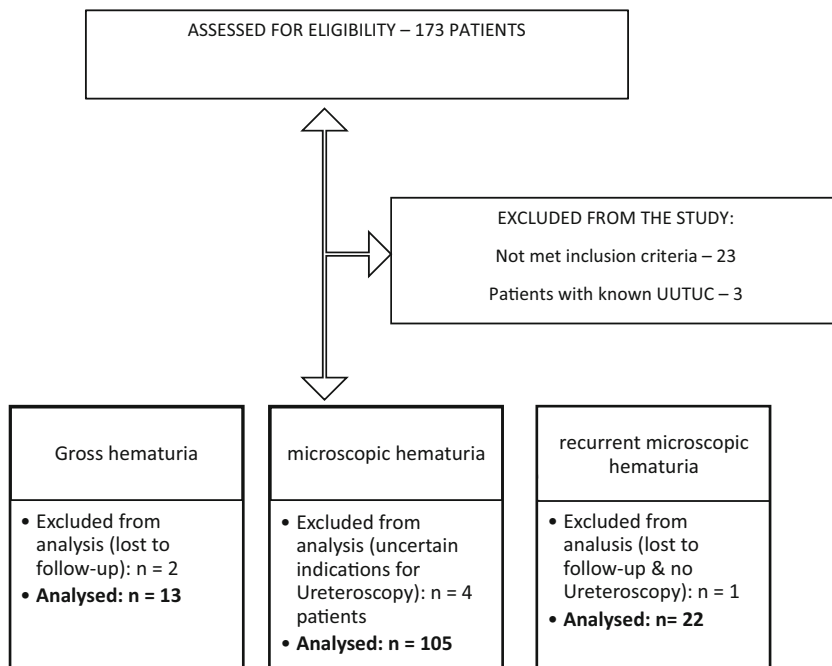 ASSESSED FOR ELIGIBILITY – 173 PATIENTS
EXCLUDED FROM THE STUDY:
Not met inclusion criteria – 23
Patients with known UUTUC – 3
Gross hematuria
• Excluded from
analysis (lost to
follow-up): n = 2
• Analysed: n = 13
microscopic hematuria
• Excluded from
analysis (uncertain
indications for
Ureteroscopy): n = 4
patients
• Analysed: n = 105
recurrent microscopic
hematuria
• Excluded from
analusis (lost to
follow-up & no
Ureteroscopy): n = 1
• Analysed: n= 22